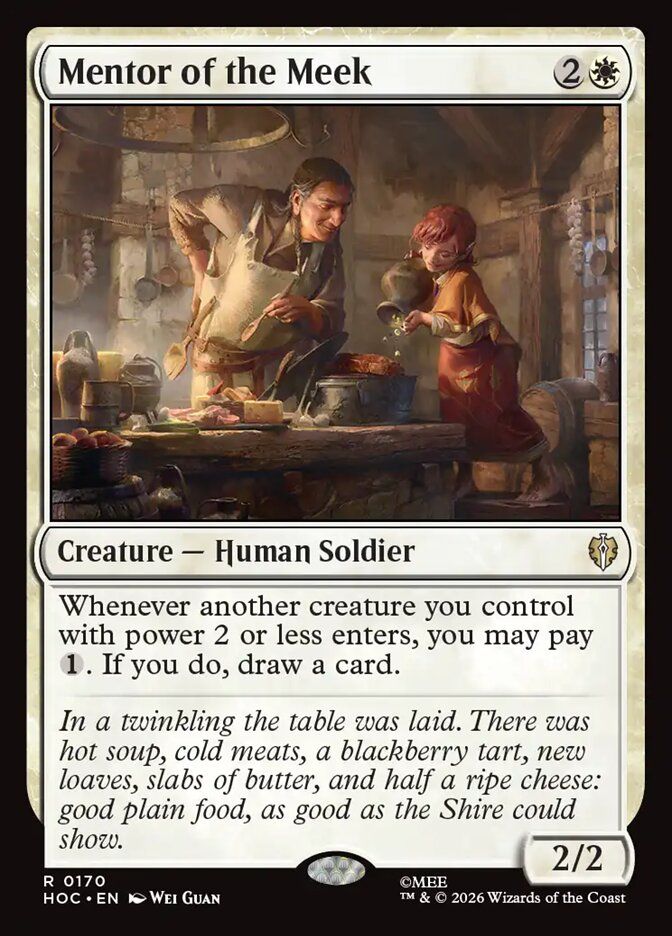 Mentor of the Meek 2
Creature — Human Soldier
Whenever another creature you control
with power 2 or less enters, you may pay
1. If you do, draw a card.
In a twinkling the table was laid. There was
hot soup, cold meats, a blackberry tart, new
loaves, slabs of butter, and half a ripe cheese:
good plain food, as good as the Shire could
show.
2/2
R 0170
HOC • EN Wei Guan
©MEE
™ & © 2026 Wizards of the Coast